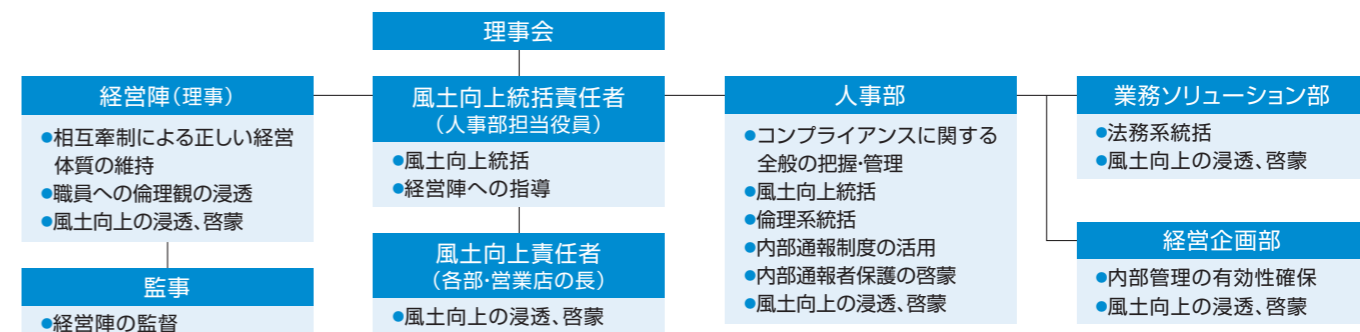 理事会
経営陣（理事）
●相互牽制による正しい経営
体質の維持
●職員への倫理観の浸透
●風土向上の浸透、啓蒙
監事
●経営陣の監督
風土向上統括責任者
（人事部担当役員）
●風土向上統括
●経営陣への指導
風土向上責任者
（各部・営業店の長）
●風土向上の浸透、啓蒙
人事部
●コンプライアンスに関する
全般の把握・管理
●風土向上統括
●倫理系統括
●内部通報制度の活用
●内部通報者保護の啓蒙
●風土向上の浸透、啓蒙
業務ソリューション部
●法務系統括
●風土向上の浸透、啓蒙
経営企画部
●内部管理の有効性確保
●風土向上の浸透、啓蒙